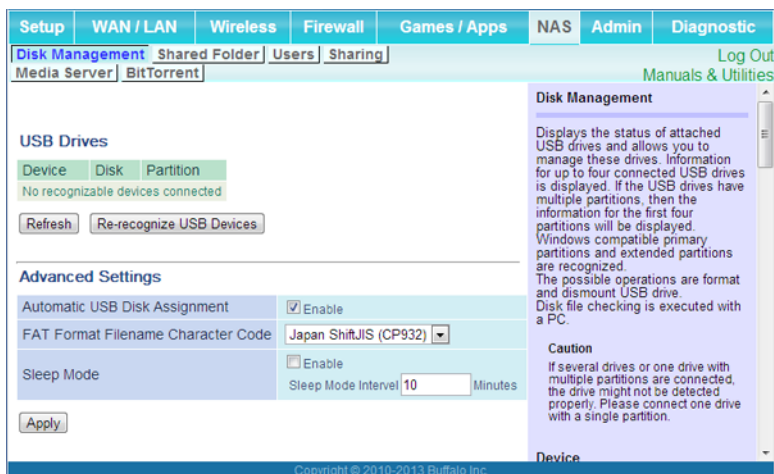 Setup WAN / LAN Wireless Firewall Games / Apps NAS Admin Diagnostic
Disk Management Shared Folder Users Sharing
Media Server BitTorrent
Log Out
Manuals & Utilities
USB Drives
Device Disk Partition
No recognizable devices connected
Refresh Re-recognize USB Devices
Advanced Settings
Automatic USB Disk Assignment Enable
FAT Format Filename Character Code Japan ShiftJIS (CP932)
Sleep Mode Enable
Sleep Mode Intervel 10 Minutes
Apply
Disk Management
Displays the status of attached
USB drives and allows you to
manage these drives. Information
for up to four connected USB drives
is displayed. If the USB drives have
multiple partitions, then the
information for the first four
partitions will be displayed.
Windows compatible primary
partitions and extended partitions
are recognized.
The possible operations are format
and dismount USB drive.
Disk file checking is executed with
a PC.
Caution
If several drives or one drive with
multiple partitions are connected,
the drive might not be detected
properly. Please connect one drive
with a single partition.
Device
Copyright © 2010-2013 Buffalo Inc.